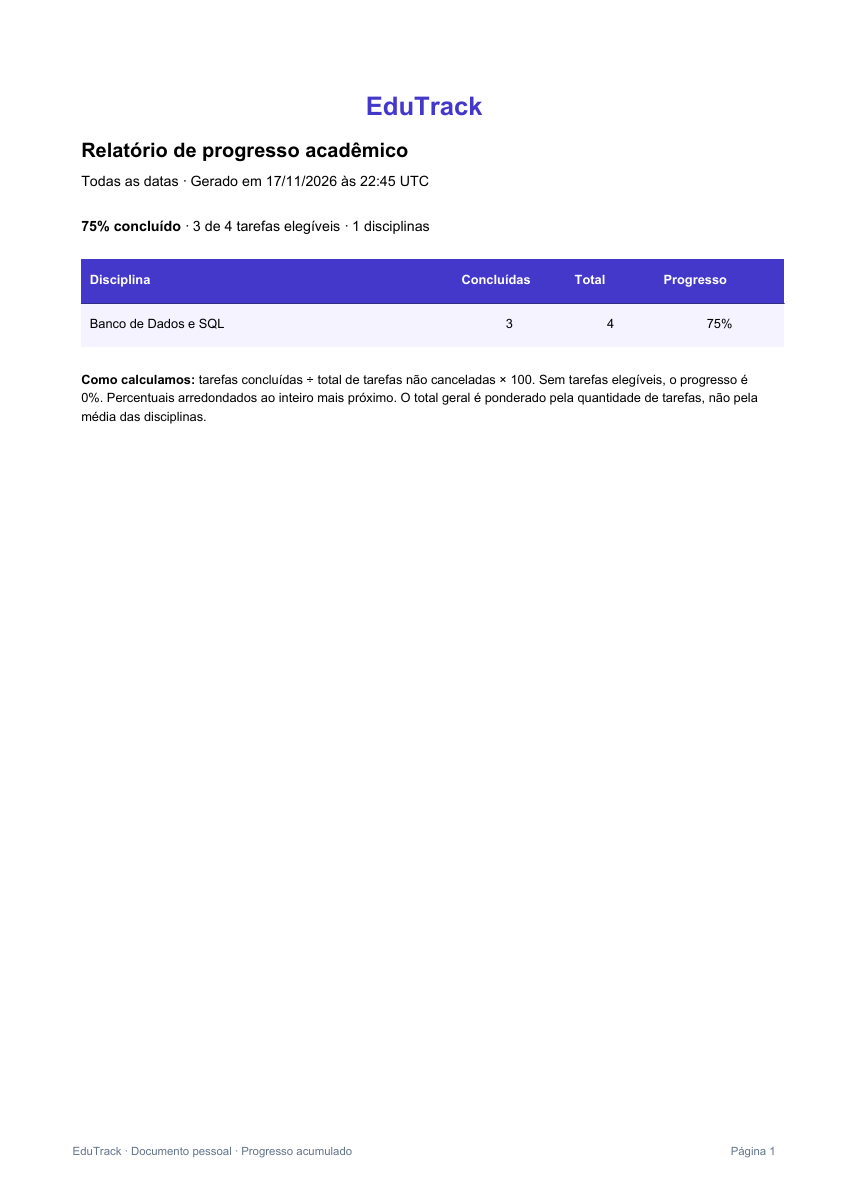 EduTrack
Relatório de progresso acadêmico
Todas as datas · Gerado em 17/11/2026 às 22:45 UTC
75% concluído · 3 de 4 tarefas elegíveis · 1 disciplinas
Disciplina Concluídas Total Progresso
Banco de Dados e SQL 3 4 75%
Como calculamos: tarefas concluídas ÷ total de tarefas não canceladas × 100. Sem tarefas elegíveis, o progresso é
0%. Percentuais arredondados ao inteiro mais próximo. O total geral é ponderado pela quantidade de tarefas, não pela
média das disciplinas.
EduTrack · Documento pessoal · Progresso acumulado Página 1